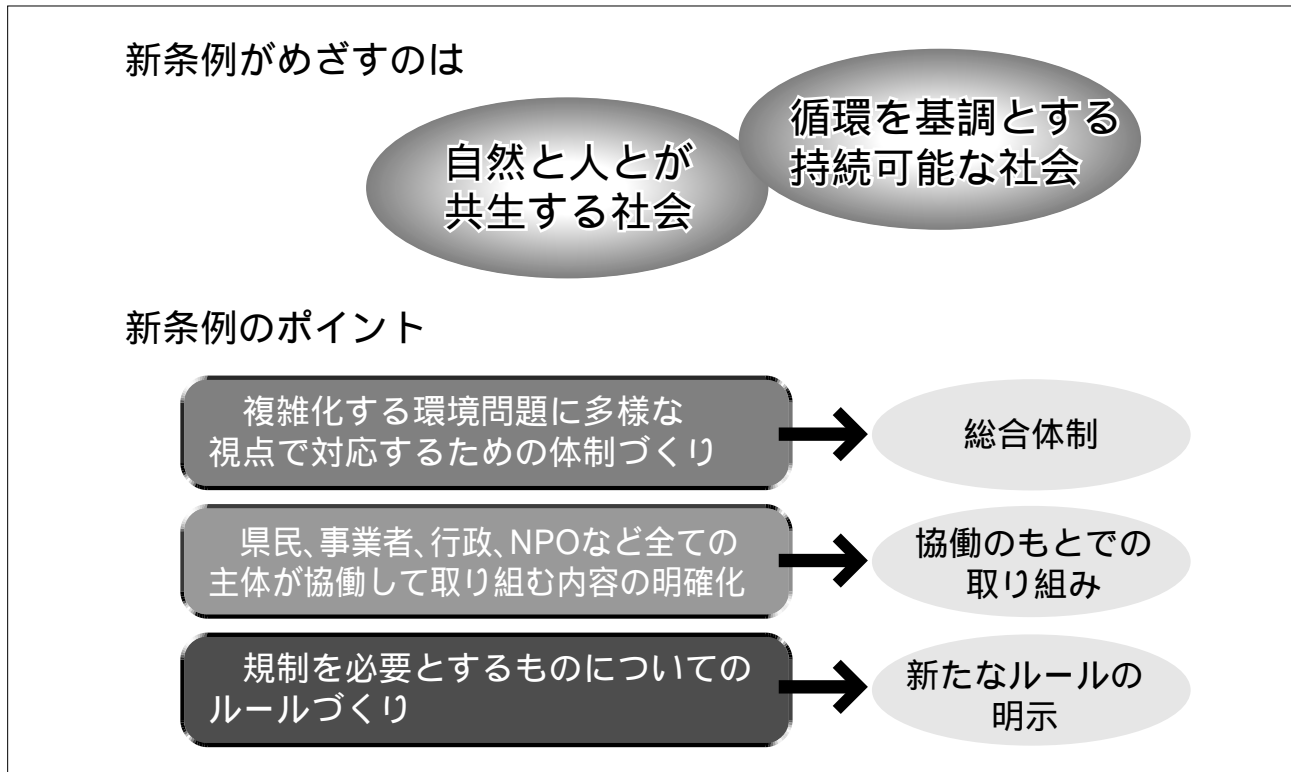 新条例がめざすのは
自然と人とが
共生する社会
循環を基調とする
持続可能な社会
新条例のポイント
複雑化する環境問題に多様な
視点で対応するための体制づくり
総合体制
県民、事業者、行政、NPOなど全ての
主体が協働して取り組む内容の明確化
協働のもとでの
取り組み
規制を必要とするものについての
ルールづくり
新たなルールの
明示